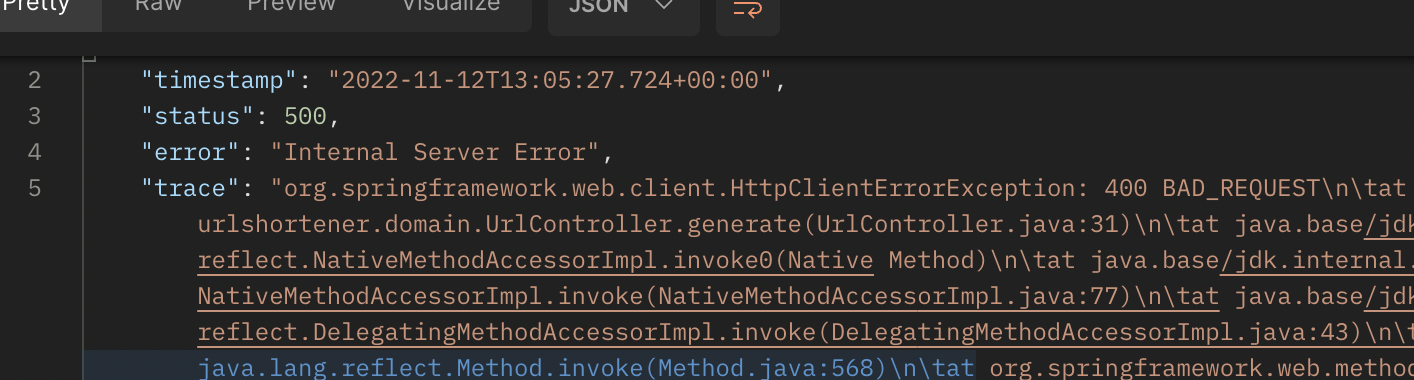 Pretty Raw Preview Visualize JSON
2 "timestamp": "2022-11-12T13:05:27.724+00:00",
3 "status": 500,
4 "error": "Internal Server Error",
5 "trace": "org.springframework.web.client.HttpClientErrorException: 400 BAD_REQUEST\n\tat
urlshortener.domain.UrlController.generate(UrlController.java:31)\n\tat java.base/jdk
reflect.NativeMethodAccessorImpl.invoke0(Native Method)\n\tat java.base/jdk.internal.
NativeMethodAccessorImpl.invoke(NativeMethodAccessorImpl.java:77)\n\tat java.base/jdk
reflect.DelegatingMethodAccessorImpl.invoke(DelegatingMethodAccessorImpl.java:43)\n\t
java.lang.reflect.Method.invoke(Method.java:568)\n\tat org.springframework.web.method